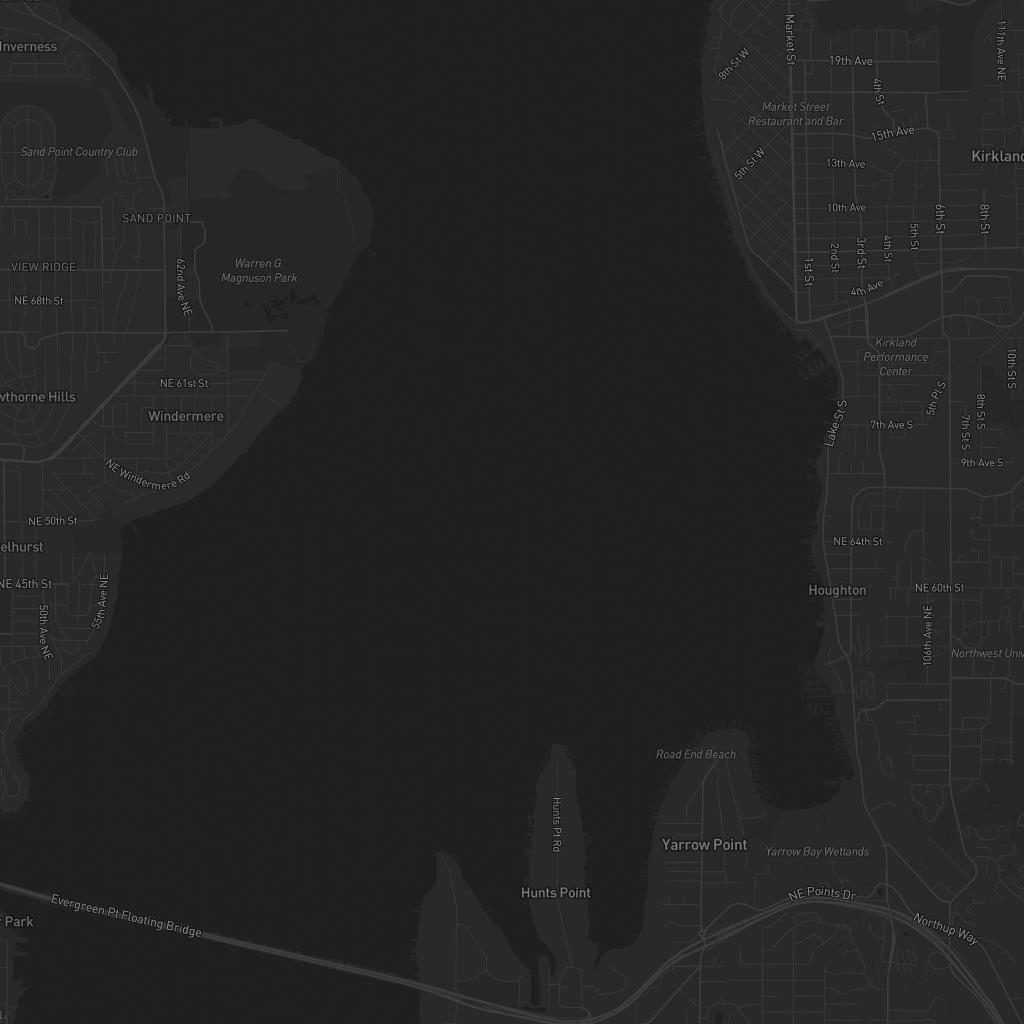 Inverness
Sand Point Country Club
SAND POINT
VIEW RIDGE
NE 68th St
62nd Ave NE
Warren G.
Magnuson Park
NE 61st St
Windermere
wthorne Hills
NE Windermere Rd
NE 50th St
elhurst
NE 45th St
50th Ave NE
55th Ave NE
Market St
8th St W
19th Ave
4th St
111th Ave NE
Market Street
Restaurant and Bar
15th Ave
5th St W
13th Ave
Kirkland
10th Ave
6th St
8th St
5th St
4th St
3rd St
2nd St
1st St
4th Ave
Kirkland
Performance
Center
10th St S
5th Pl S
8th St S
Lake St S
7th Ave S
7th St S
9th Ave S
NE 64th St
Houghton
NE 60th St
106th Ave NE
Northwest Univ
Road End Beach
Hunts Pt Rd
Yarrow Point
Yarrow Bay Wetlands
Hunts Point
NE Points Dr
Northup Way
Evergreen Pt Floating Bridge
Park